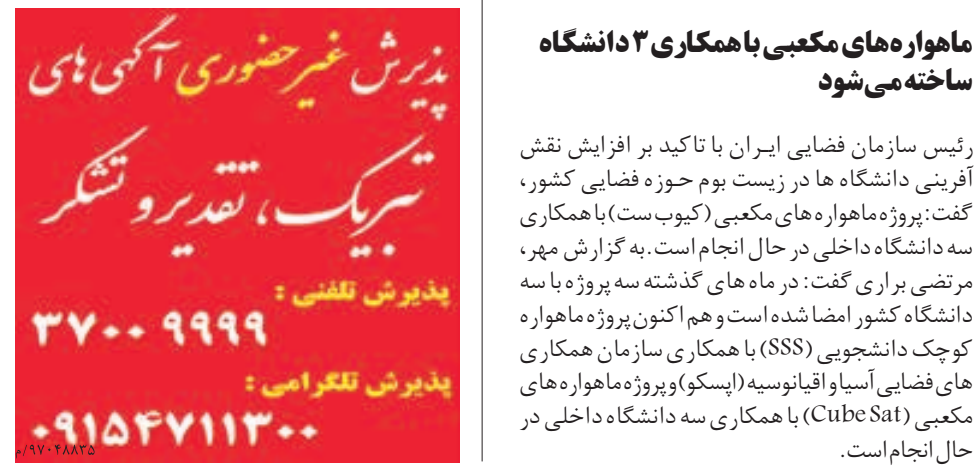 ماهواره‌های مکعبی با همکاری ۳ دانشگاه
ساخته می‌شود
رئیس سازمان فضایی ایران با تاکید بر افزایش نقش
آفرینی دانشگاه ها در زیست بوم حوزه فضایی کشور،
گفت: پروژه ماهواره های مکعبی (کیوب ست) با همکاری
سه دانشگاه داخلی در حال انجام است. به گزارش مهر،
مرتضی براری گفت: در ماه های گذشته سه پروژه با سه
دانشگاه کشور امضا شده است و هم اکنون پروژه ماهواره
کوچک دانشجویی (SSS) با همکاری سازمان همکاری
های فضایی آسیا و اقیانوسیه (اپسکو) و پروژه ماهواره های
مکعبی (Cube Sat) با همکاری سه دانشگاه داخلی در
حال انجام است.
پذیرش غیر حضوری آگهی های
تبریک، تقدیر و تشکر
پذیرش تلفنی :
۳۷۰۰ ۹۹۹۹
پذیرش تلگرامی :
۰۹۱۵۴۷۱۱۳۰۰
۹۷۰۴۸۸۳۵/م